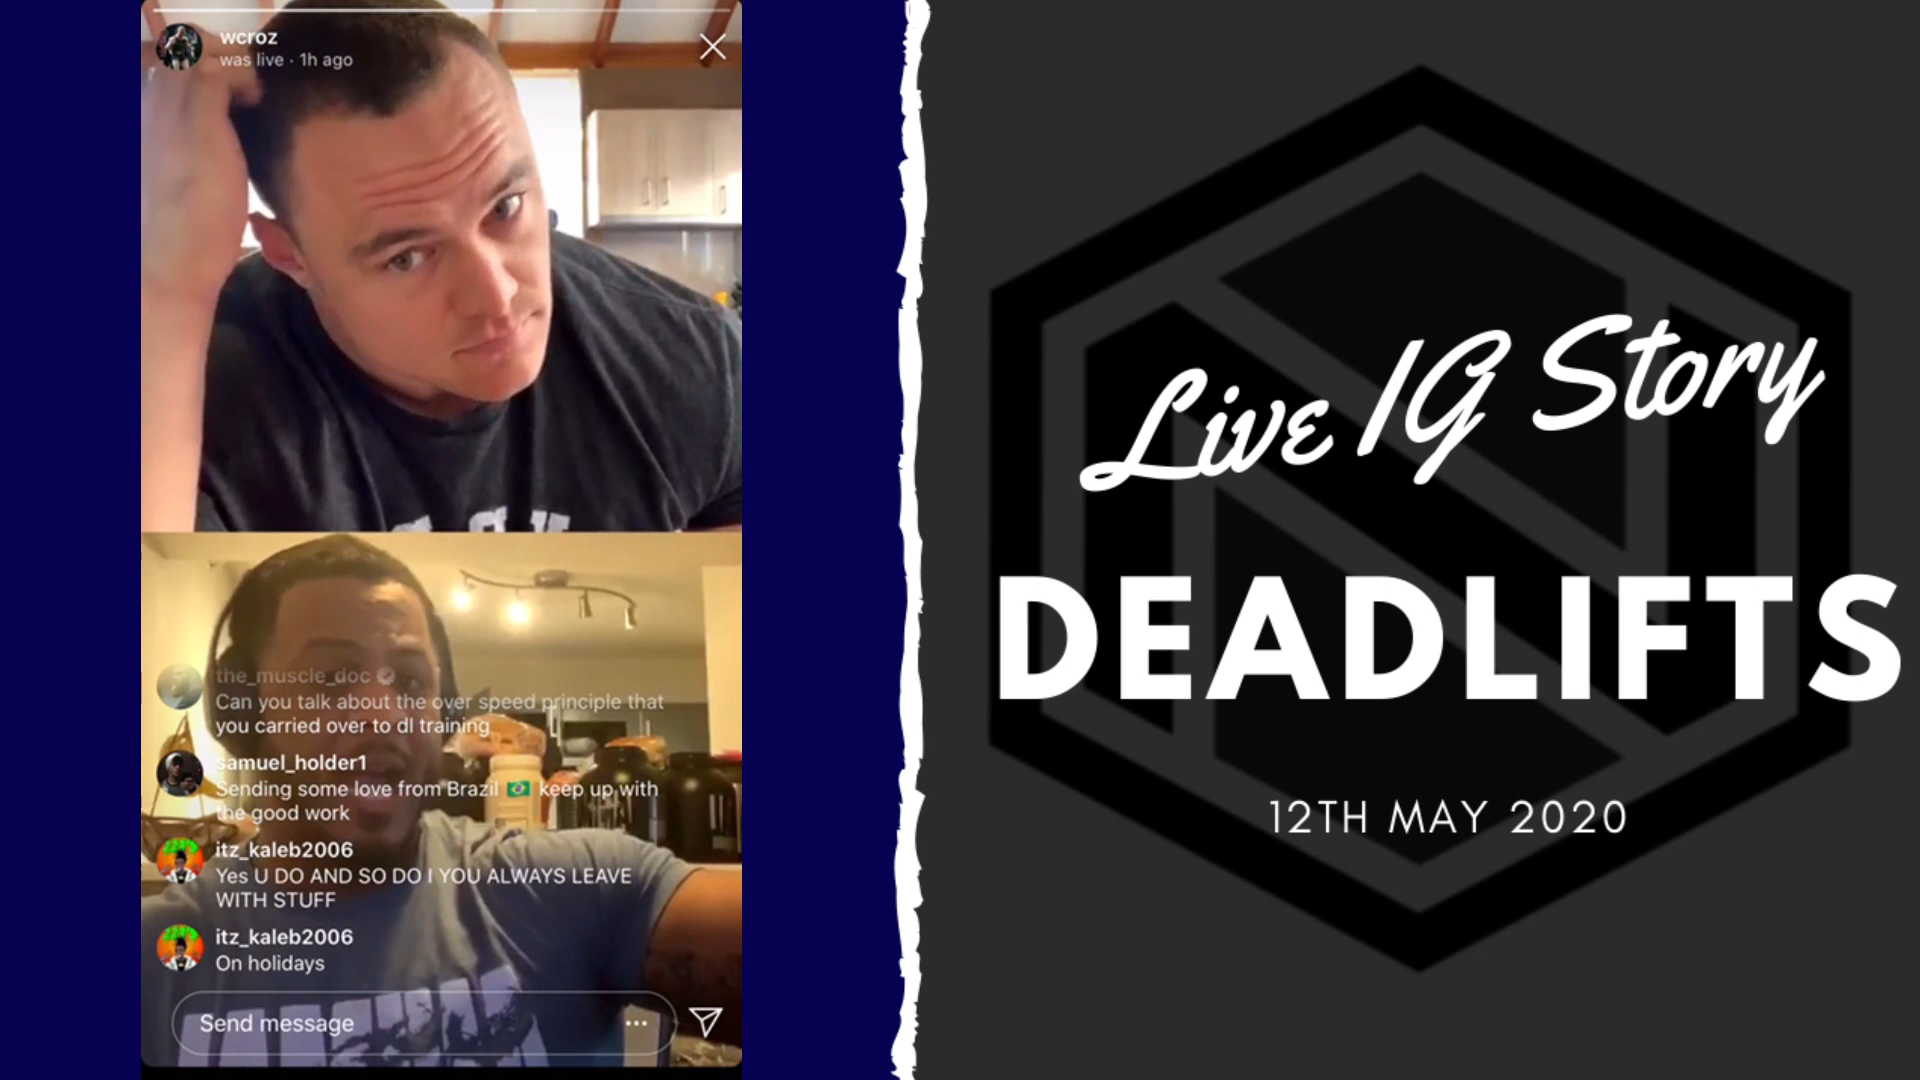 wcroz
was live · 1h ago
the_muscle_doc
Can you talk about the over speed principle that
you carried over to dl training
samuel_holder1
Sending some love from Brazil 🇧🇷 keep up with
the good work
itz_kaleb2006
Yes U DO AND SO DO I YOU ALWAYS LEAVE
WITH STUFF
itz_kaleb2006
On holidays
Send message
Live IG Story
DEADLIFTS
12TH MAY 2020